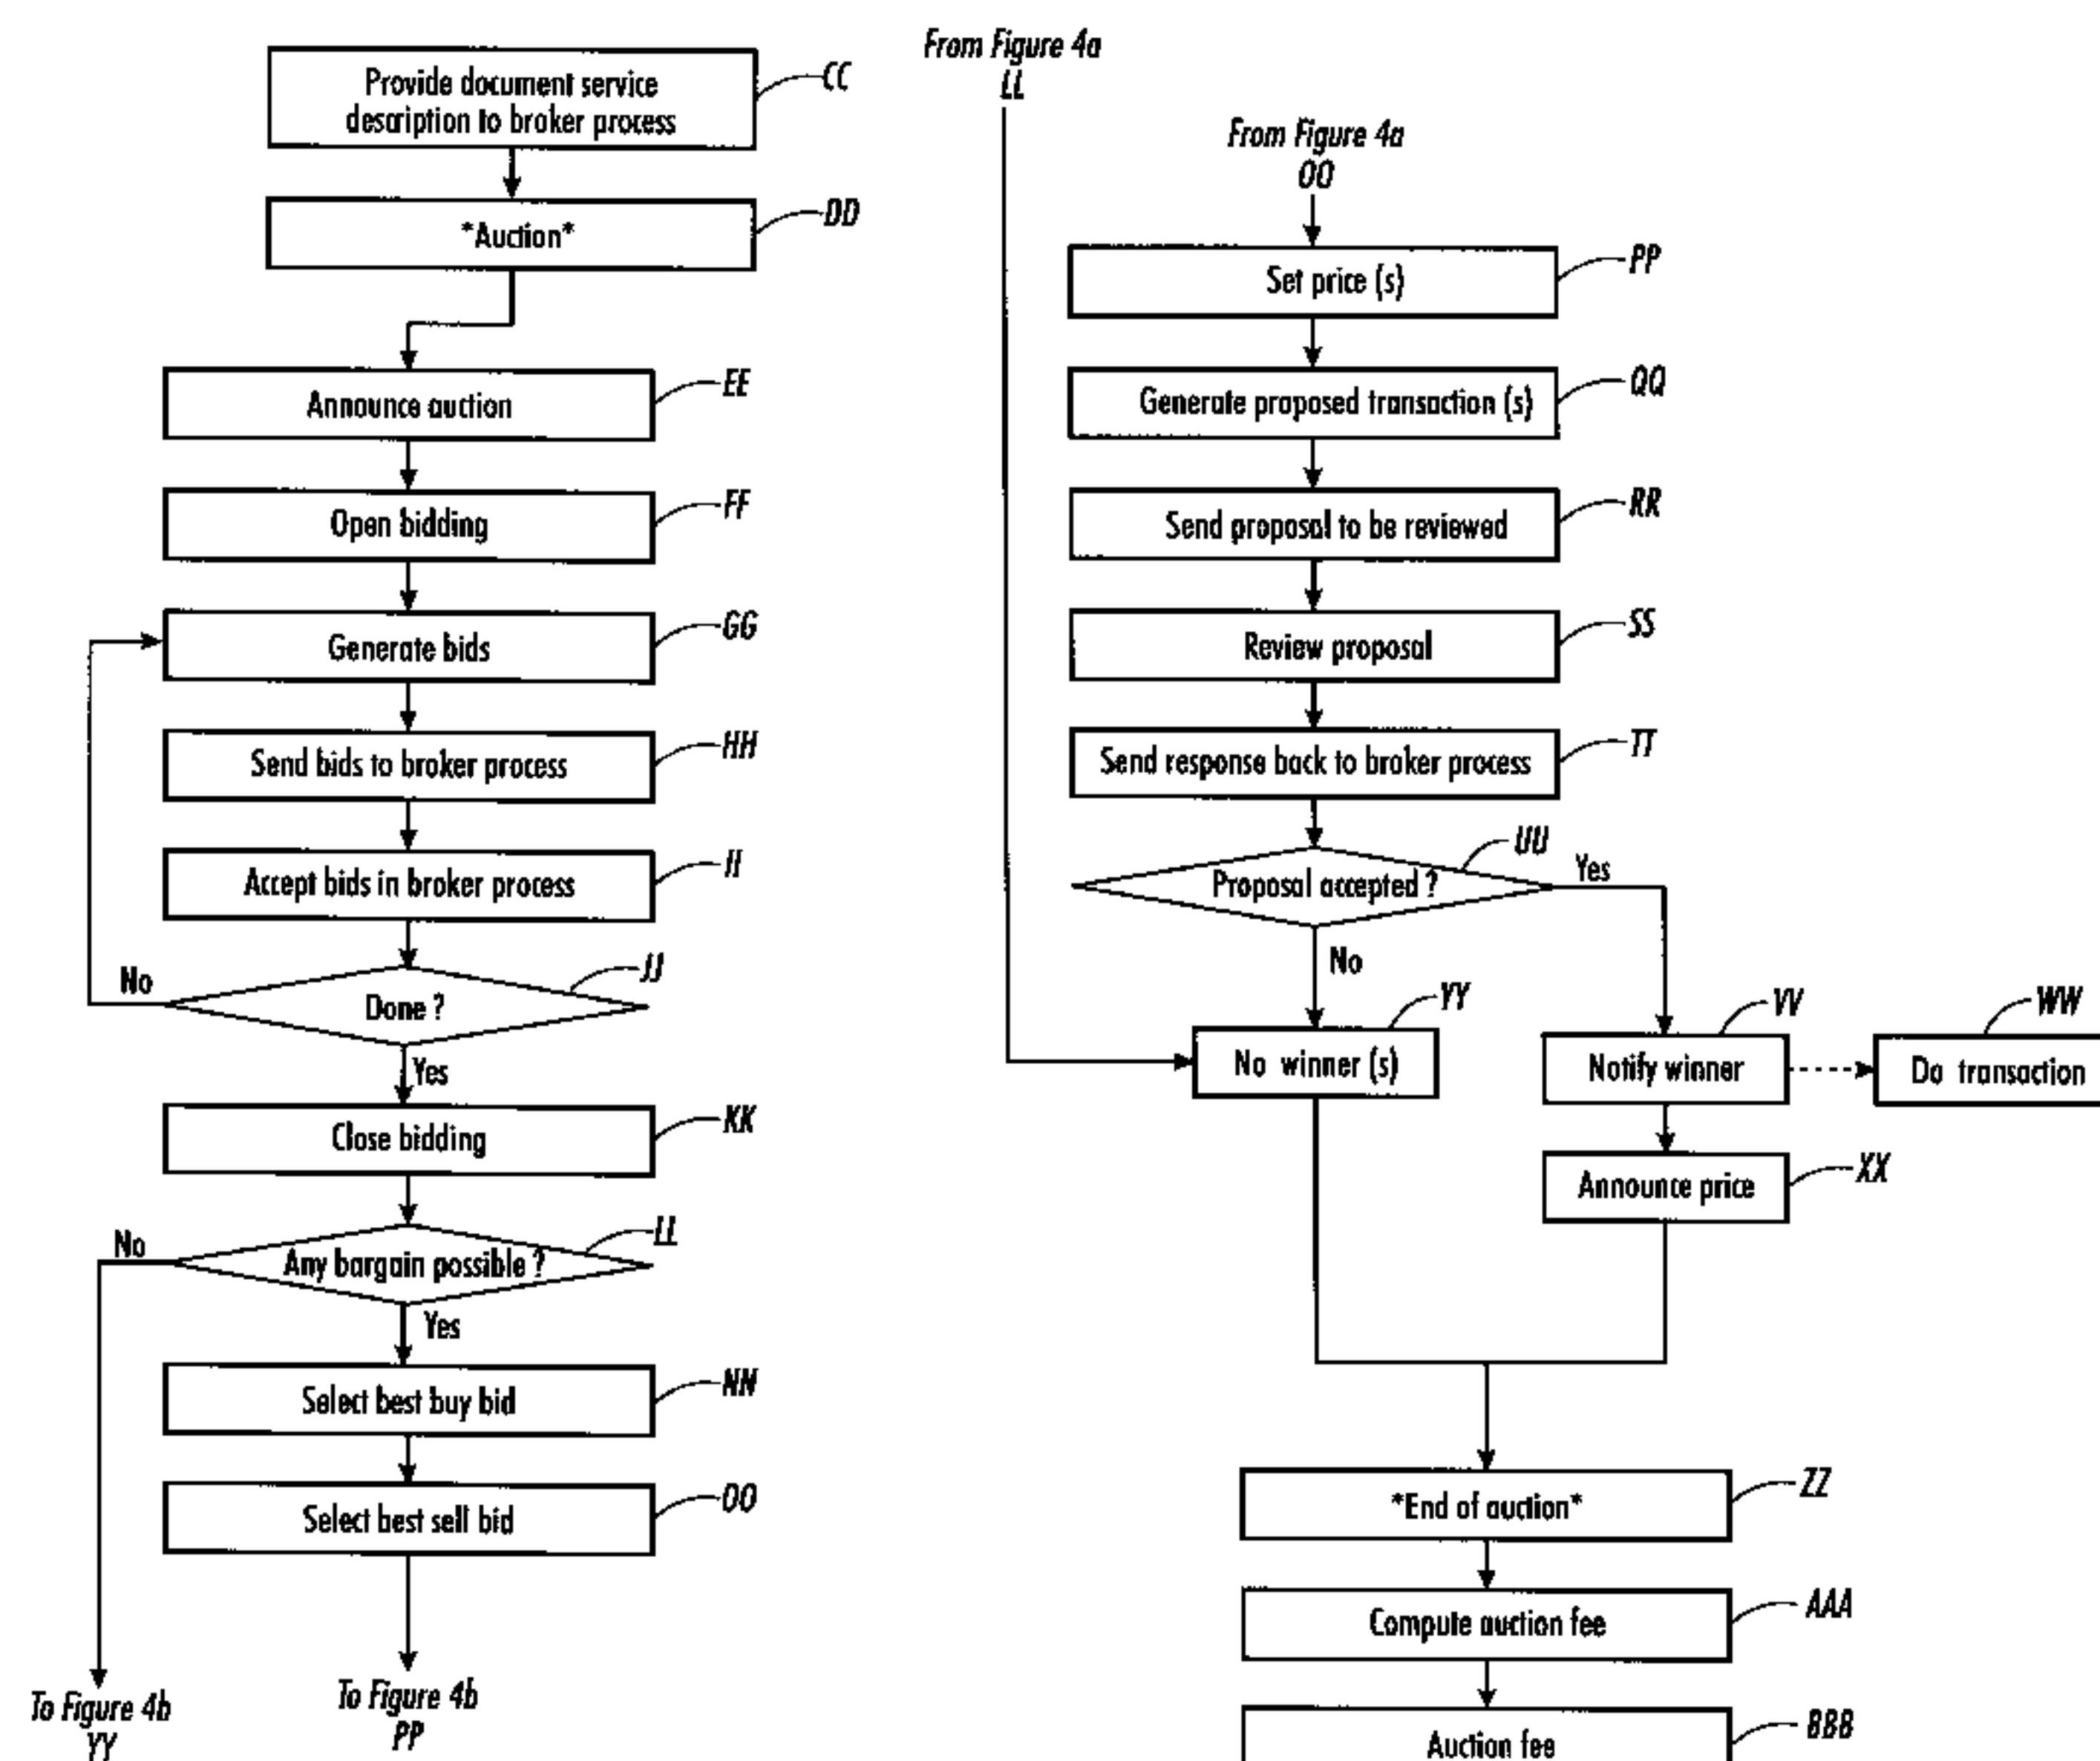 Provide document service
description to broker process
CC
*Auction*
DD
Announce auction
EE
Open bidding
FF
Generate bids
GG
Send bids to broker process
HH
Accept bids in broker process
II
Done ?
JJ
No
Yes
Close bidding
KK
Any bargain possible ?
LL
No
Yes
Select best buy bid
NN
Select best sell bid
OO
To Figure 4b
YY
To Figure 4b
PP
From Figure 4a
LL
From Figure 4a
OO
Set price (s)
PP
Generate proposed transaction (s)
QQ
Send proposal to be reviewed
RR
Review proposal
SS
Send response back to broker process
TT
Proposal accepted ?
UU
Yes
No
No winner (s)
YY
Notify winner
VV
Do transaction
WW
Announce price
XX
*End of auction*
ZZ
Compute auction fee
AAA
Auction fee
BBB